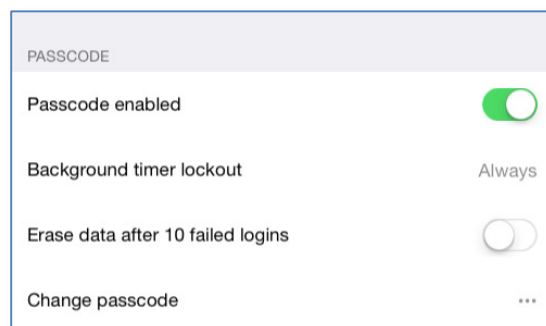 PASSCODE
Passcode enabled
Background timer lockout Always
Erase data after 10 failed logins
Change passcode ...